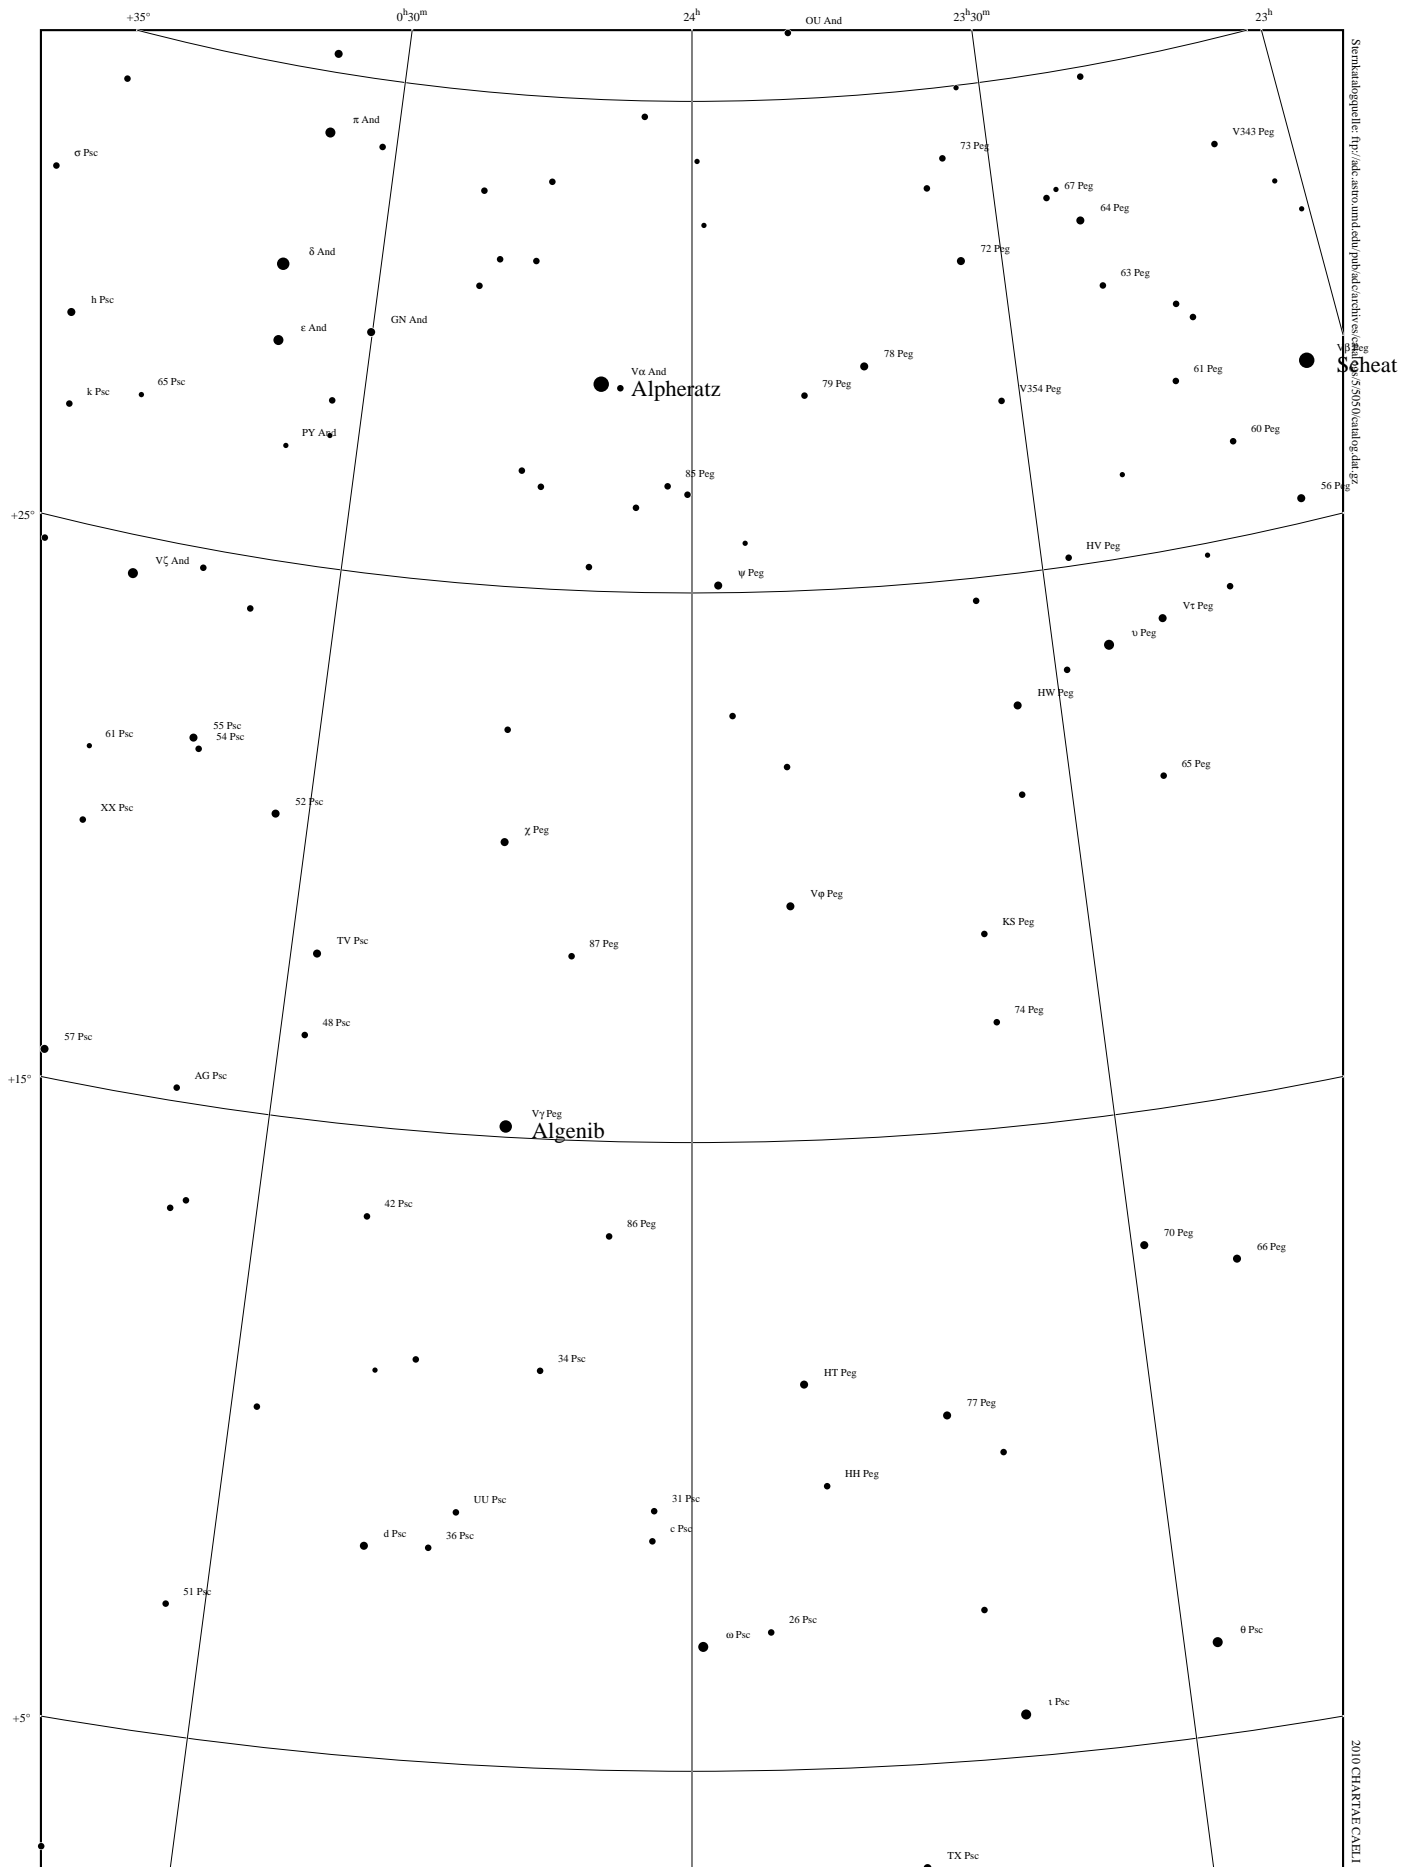 +35°
0h30m
24h
OU And
23h30m
23h
π And
σ Psc
73 Peg
V343 Peg
67 Peg
64 Peg
δ And
72 Peg
63 Peg
h Psc
ε And
GN And
78 Peg
Vβ Peg
Scheat
Vα And
Alpheratz
65 Psc
k Psc
79 Peg
V354 Peg
61 Peg
PY And
60 Peg
85 Peg
56 Peg
+25°
HV Peg
Vζ And
ψ Peg
Vτ Peg
υ Peg
HW Peg
55 Psc
54 Psc
61 Psc
65 Peg
XX Psc
52 Psc
χ Peg
Vφ Peg
KS Peg
TV Psc
87 Peg
74 Peg
48 Psc
57 Psc
+15°
AG Psc
Vγ Peg
Algenib
42 Psc
86 Peg
70 Peg
66 Peg
34 Psc
HT Peg
77 Peg
HH Peg
UU Psc
31 Psc
c Psc
d Psc
36 Psc
51 Psc
26 Psc
ω Psc
θ Psc
ι Psc
+5°
TX Psc
Sternkatalogquelle: ftp://adc.astro.umd.edu/pub/adc/archives/catalogs/5/5050/catalog.dat.gz
2010 CHARTAE CAELI